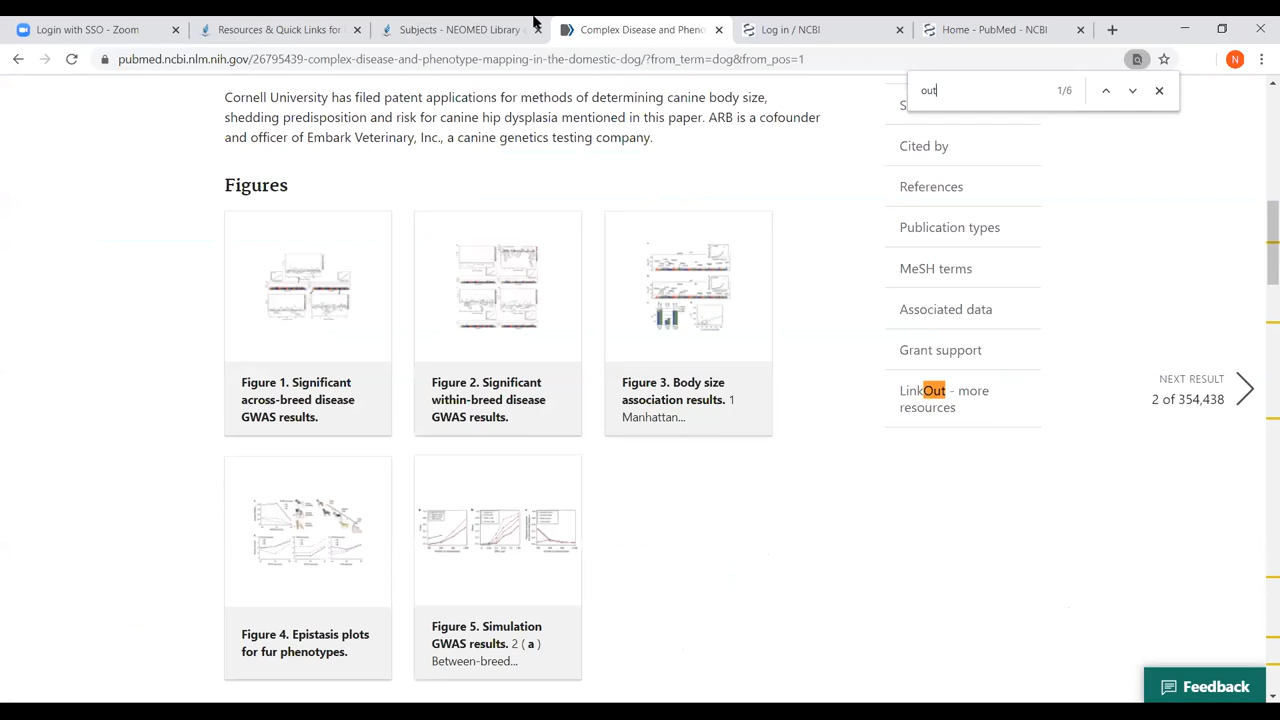 Login with SSO - Zoom
Resources & Quick Links for
Subjects - NEOMED Library
Complex Disease and Pheno
Log in / NCBI
Home - PubMed - NCBI
pubmed.ncbi.nlm.nih.gov/26795439-complex-disease-and-phenotype-mapping-in-the-domestic-dog/?from_term=dog&from_pos=1
N
out
1/6
Cornell University has filed patent applications for methods of determining canine body size,
shedding predisposition and risk for canine hip dysplasia mentioned in this paper. ARB is a cofounder
and officer of Embark Veterinary, Inc., a canine genetics testing company.
Figures
Figure 1. Significant
across-breed disease
GWAS results.
Figure 2. Significant
within-breed disease
GWAS results.
Figure 3. Body size
association results. 1
Manhattan...
Figure 4. Epistasis plots
for fur phenotypes.
Figure 5. Simulation
GWAS results. 2 ( a )
Between-breed...
Cited by
References
Publication types
MeSH terms
Associated data
Grant support
LinkOut - more
resources
NEXT RESULT
2 of 354,438
Feedback